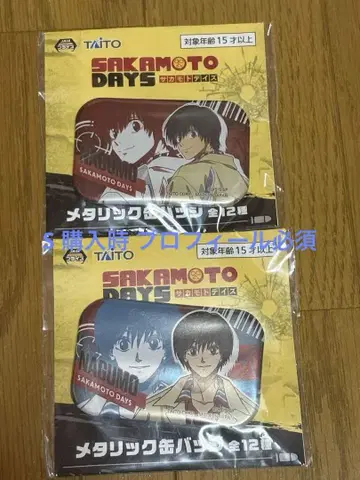 TAITO
対象年齢15才以上
SAKAMOTO
DAYS
サカモトデイズ
NAGUMO
SAKAMOTO DAYS
メタリック缶バッジ 全12種
S 購入時 プロフィール必須
TAITO
対象年齢15才以上
SAKAMOTO
DAYS
サカモトデイズ
NAGUMO
SAKAMOTO DAYS
メタリック缶バッジ 全12種